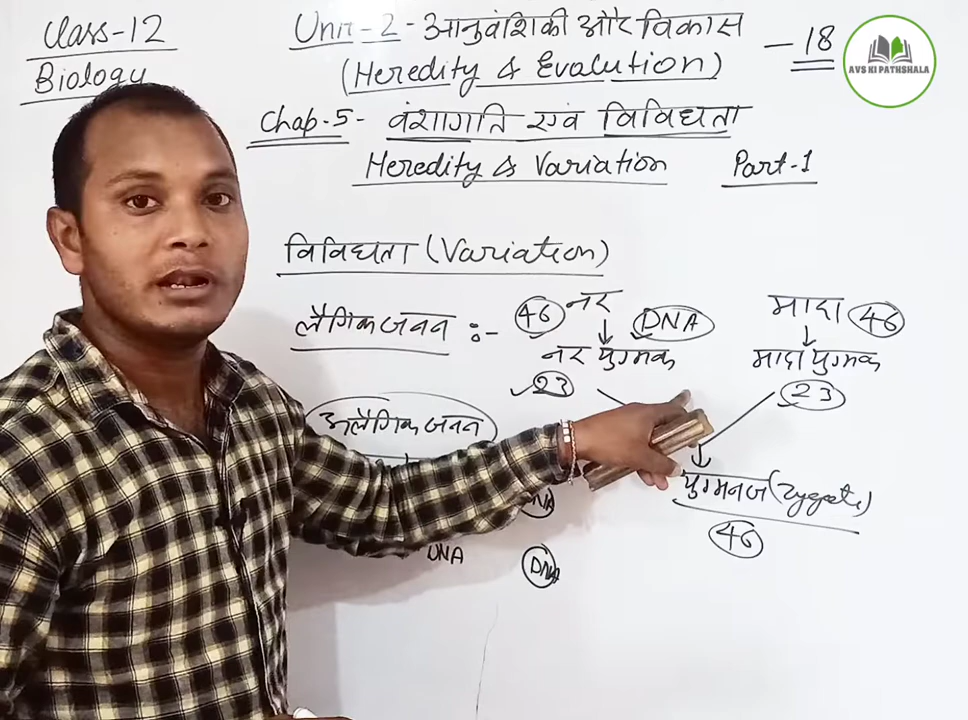 Class-12
Biology
Unit-2-आनुवंशिकी और विकास
(Heredity & Evalution)
-18
AVS KI PATHSHALA
Chap.5- वंशागति एवं विविधता
Heredity & Variation Part-1
विविधता (Variation)
लैंगिक जनन :-
46 नर
DNA
मादा 46
नर युग्मक
मादा युग्मक
23
23
अलैंगिक जनन
युग्मनज (Zygote)
46
DNA
DNA